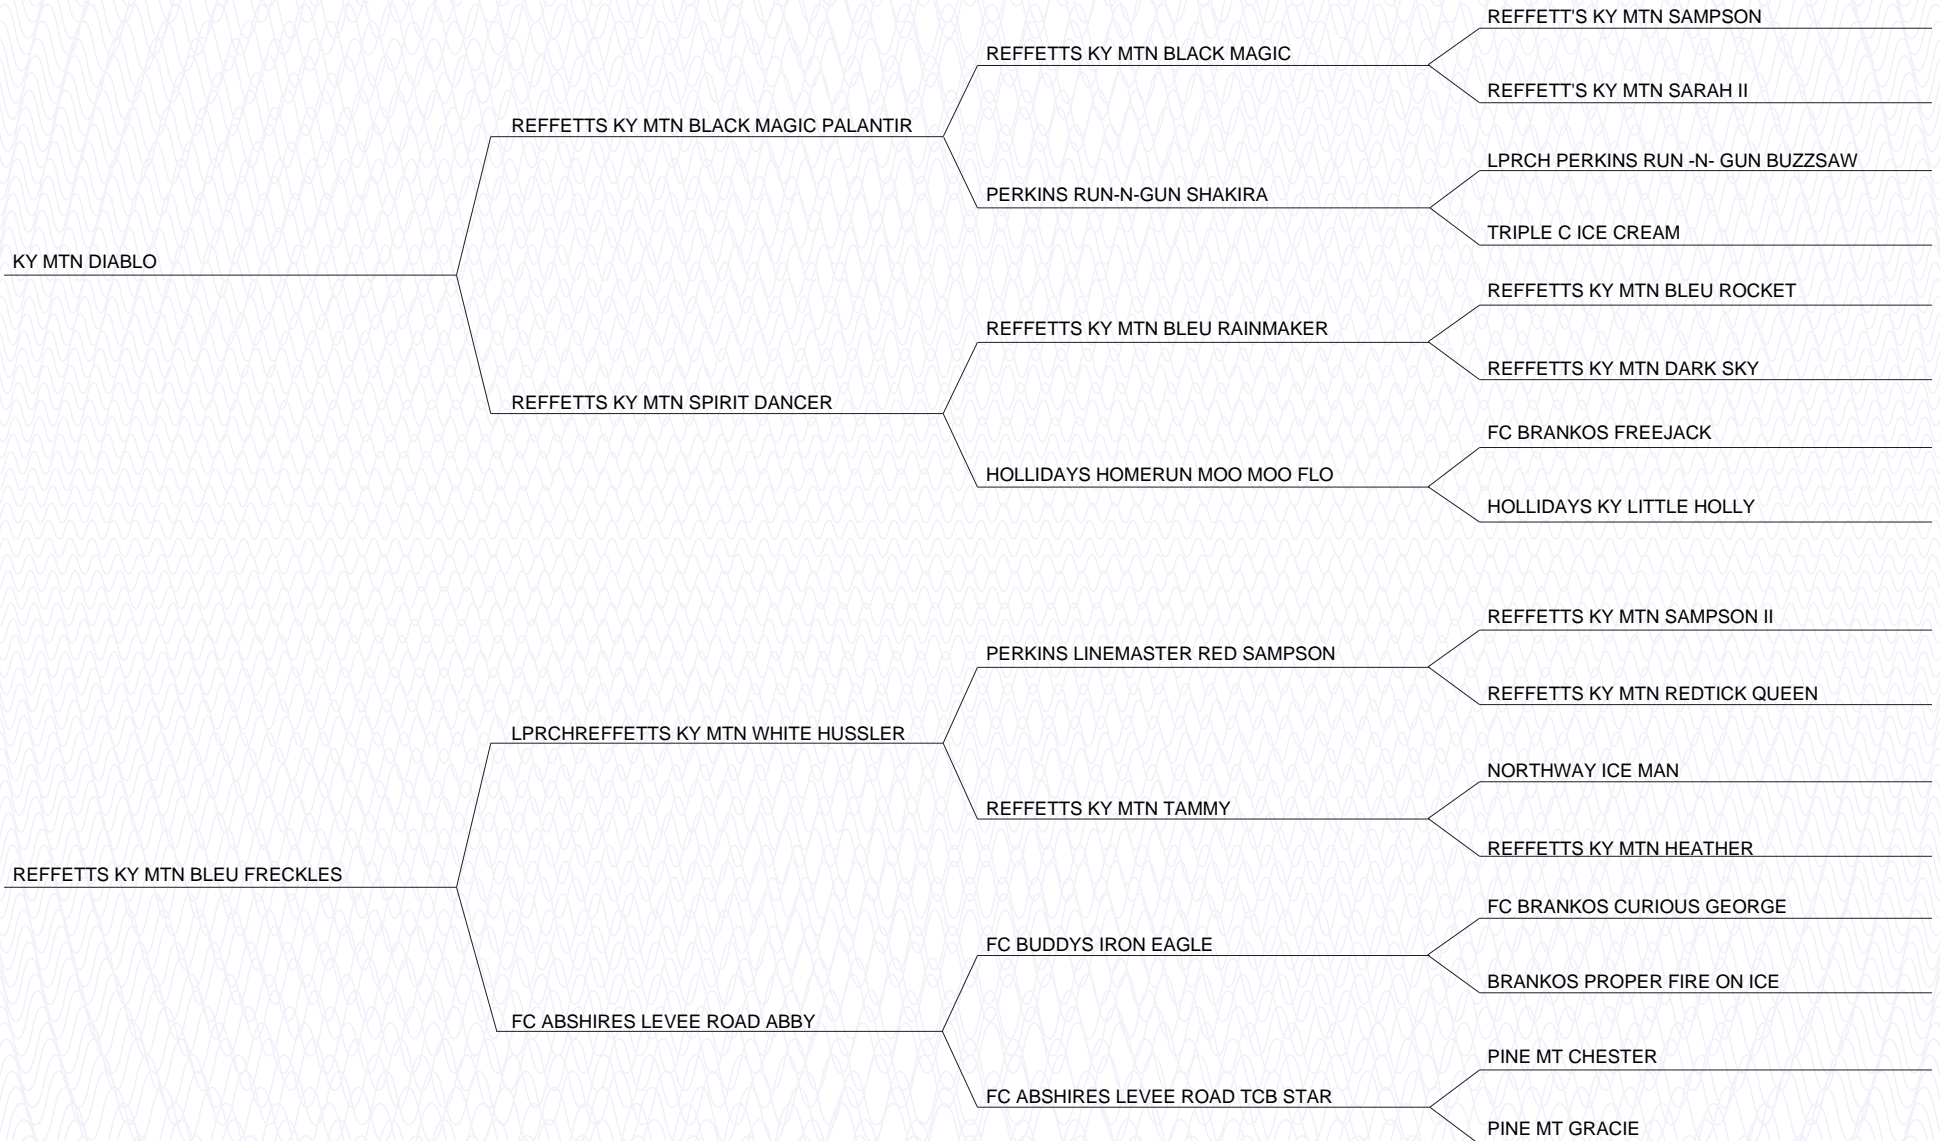 REFFETT'S KY MTN SAMPSON
REFFETTS KY MTN BLACK MAGIC
REFFETT'S KY MTN SARAH II
REFFETTS KY MTN BLACK MAGIC PALANTIR
LPRCH PERKINS RUN -N- GUN BUZZSAW
PERKINS RUN-N-GUN SHAKIRA
TRIPLE C ICE CREAM
KY MTN DIABLO
REFFETTS KY MTN BLEU ROCKET
REFFETTS KY MTN BLEU RAINMAKER
REFFETTS KY MTN DARK SKY
REFFETTS KY MTN SPIRIT DANCER
FC BRANKOS FREEJACK
HOLLIDAYS HOMERUN MOO MOO FLO
HOLLIDAYS KY LITTLE HOLLY
REFFETTS KY MTN SAMPSON II
PERKINS LINEMASTER RED SAMPSON
REFFETTS KY MTN REDTICK QUEEN
LPRCHREFFETTS KY MTN WHITE HUSSLER
NORTHWAY ICE MAN
REFFETTS KY MTN TAMMY
REFFETTS KY MTN HEATHER
REFFETTS KY MTN BLEU FRECKLES
FC BRANKOS CURIOUS GEORGE
FC BUDDYS IRON EAGLE
BRANKOS PROPER FIRE ON ICE
FC ABSHIRES LEVEE ROAD ABBY
PINE MT CHESTER
FC ABSHIRES LEVEE ROAD TCB STAR
PINE MT GRACIE